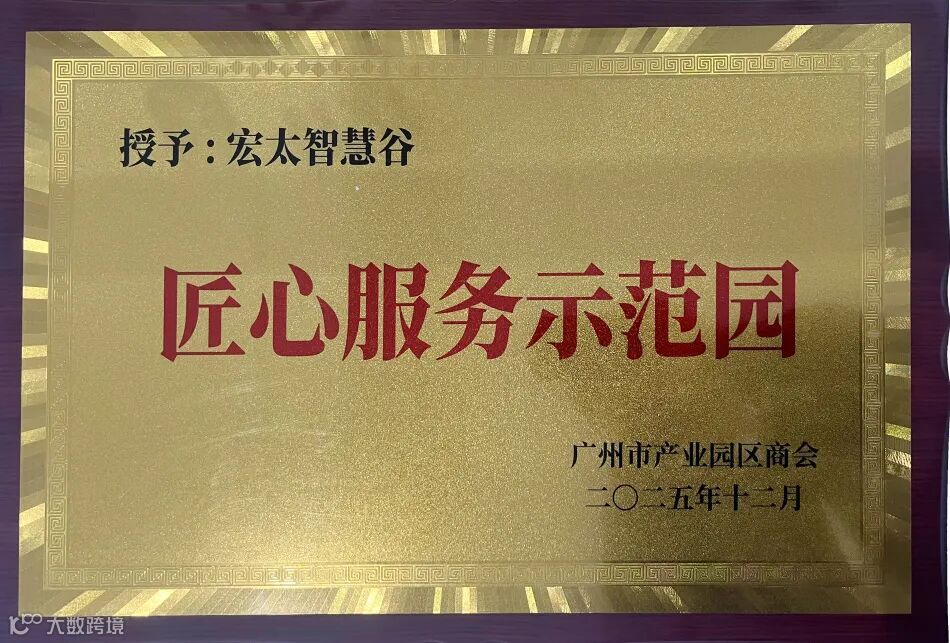 授予:宏太智慧谷
匠心服务示范园
广州市产业园区商会
二〇二五年十二月
大数跨境